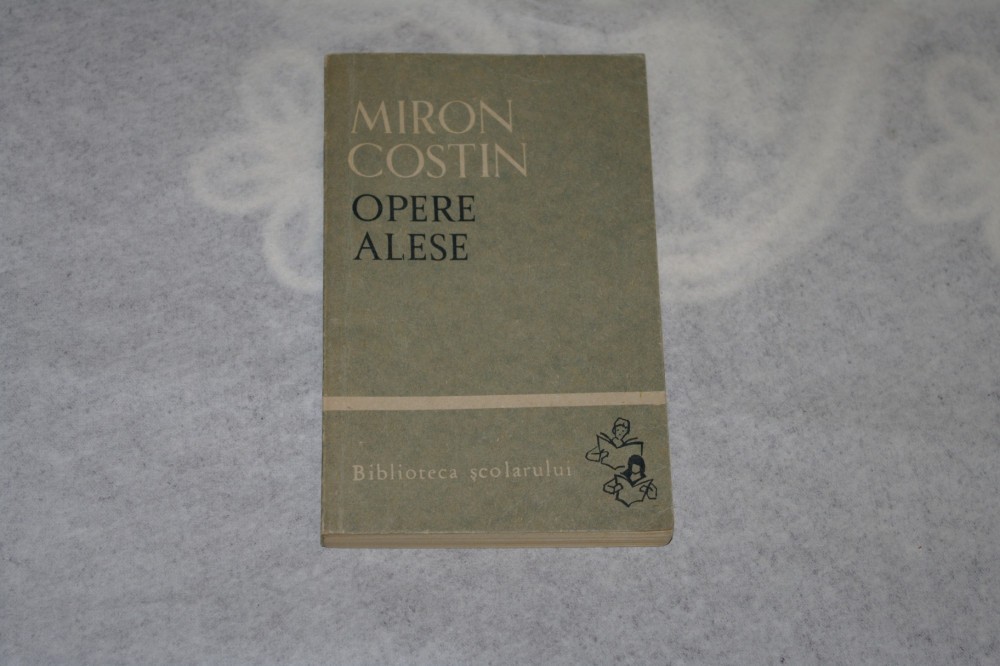 MIRON
COSTIN
OPERE
ALESE
Biblioteca școlarului